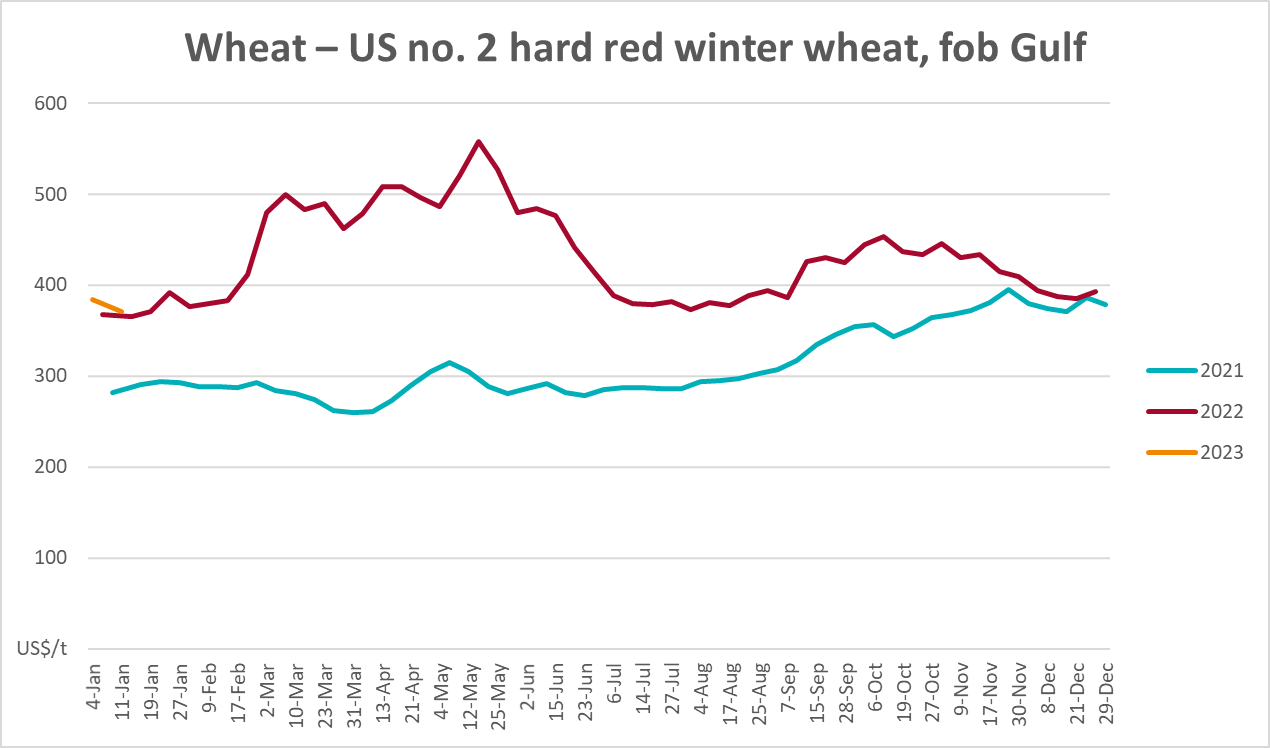 Wheat – US no. 2 hard red winter wheat, fob Gulf
600
500
400
300
200
100
US$/t
4-Jan
11-Jan
19-Jan
27-Jan
9-Feb
17-Feb
2-Mar
10-Mar
23-Mar
31-Mar
13-Apr
21-Apr
4-May
12-May
25-May
2-Jun
15-Jun
23-Jun
6-Jul
14-Jul
27-Jul
4-Aug
17-Aug
25-Aug
7-Sep
15-Sep
28-Sep
6-Oct
19-Oct
27-Oct
9-Nov
17-Nov
30-Nov
8-Dec
21-Dec
29-Dec
2021
2022
2023